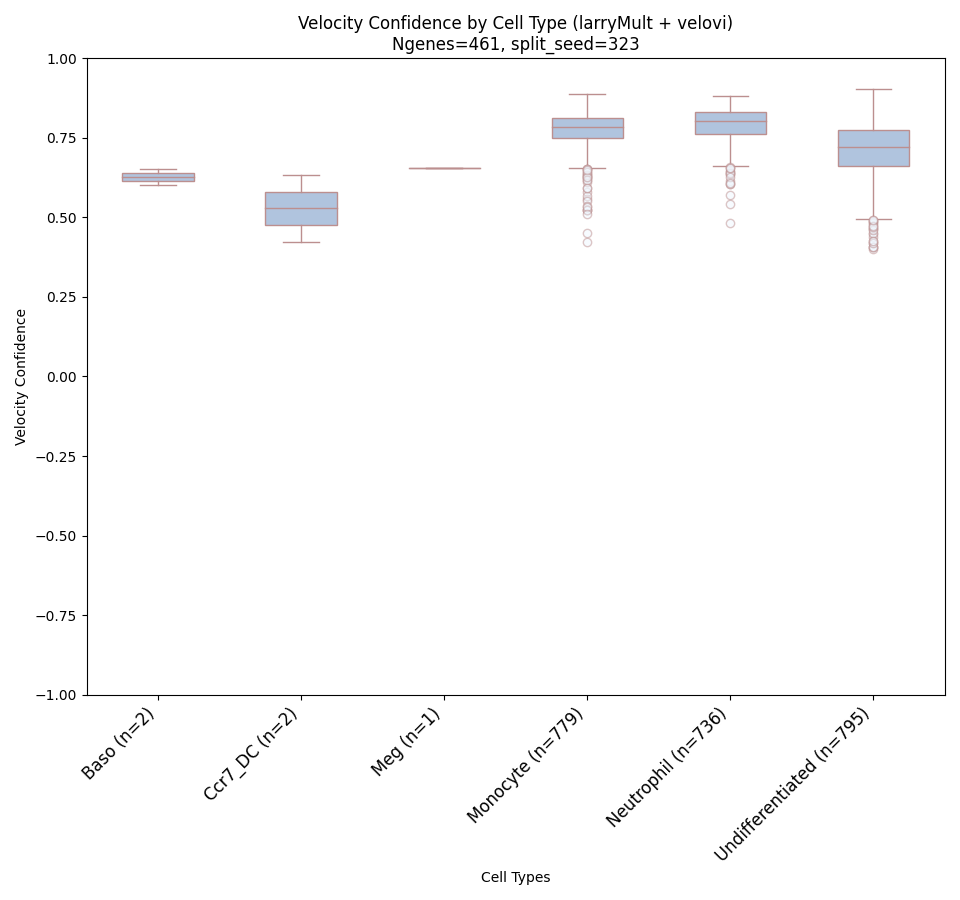 Velocity Confidence by Cell Type (larryMult + velovi)
Ngenes=461, split_seed=323
1.00
0.75
0.50
0.25
0.00
−0.25
−0.50
−0.75
−1.00
Velocity Confidence
Baso (n=2)
Ccr7_DC (n=2)
Meg (n=1)
Monocyte (n=779)
Neutrophil (n=736)
Undifferentiated (n=795)
Cell Types